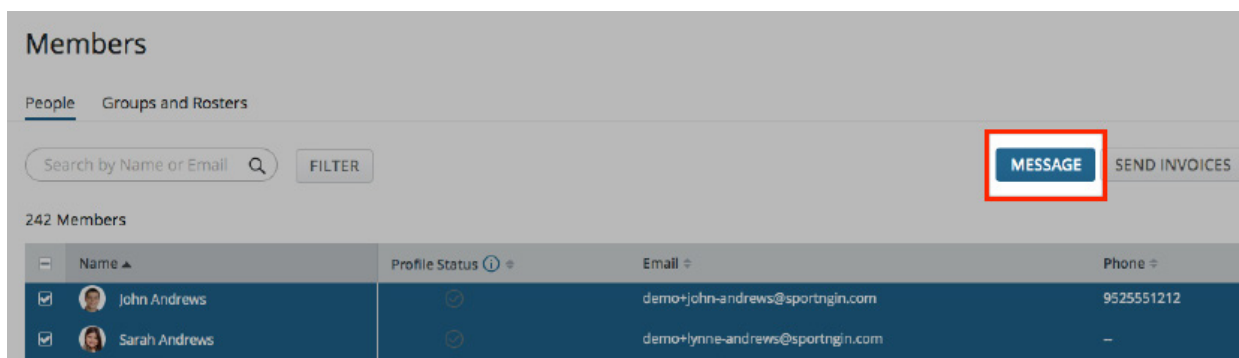 Members
People Groups and Rosters
Search by Name or Email FILTER MESSAGE SEND INVOICES
242 Members
Name Profile Status Email Phone
John Andrews demo+john-andrews@sportngin.com 9525551212
Sarah Andrews demo+lynne-andrews@sportngin.com --